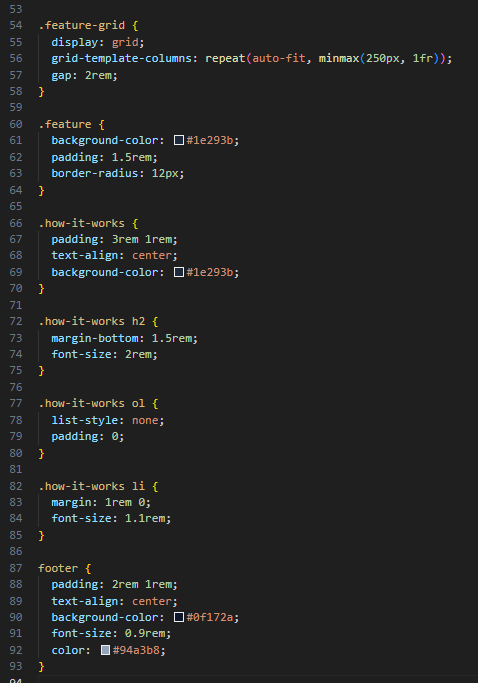 53
54 .feature-grid {
55   display: grid;
56   grid-template-columns: repeat(auto-fit, minmax(250px, 1fr));
57   gap: 2rem;
58 }
59
60 .feature {
61   background-color: #1e293b;
62   padding: 1.5rem;
63   border-radius: 12px;
64 }
65
66 .how-it-works {
67   padding: 3rem 1rem;
68   text-align: center;
69   background-color: #1e293b;
70 }
71
72 .how-it-works h2 {
73   margin-bottom: 1.5rem;
74   font-size: 2rem;
75 }
76
77 .how-it-works ol {
78   list-style: none;
79   padding: 0;
80 }
81
82 .how-it-works li {
83   margin: 1rem 0;
84   font-size: 1.1rem;
85 }
86
87 footer {
88   padding: 2rem 1rem;
89   text-align: center;
90   background-color: #0f172a;
91   font-size: 0.9rem;
92   color: #94a3b8;
93 }
94